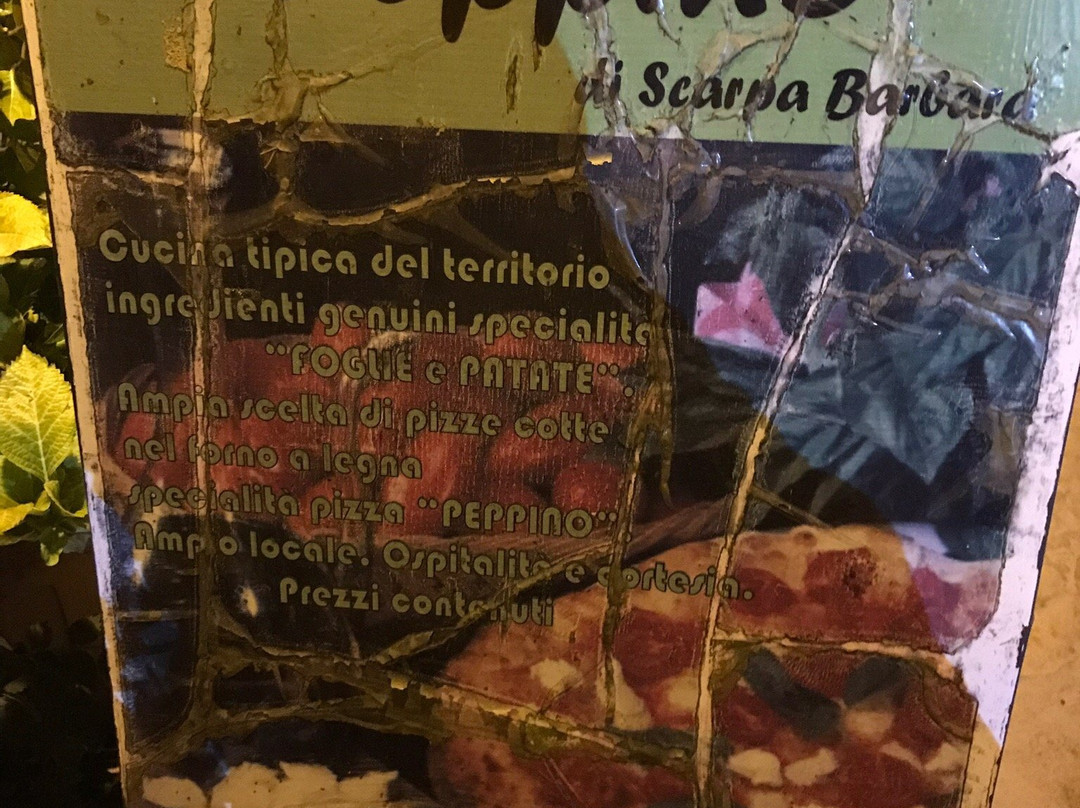 di Scarpa Barbara
Cucina tipica del territorio
ingredienti genuini specialità
"FOGLIE e PATATE".
Ampia scelta di pizze cotte
nel forno a legna
specialita pizza "PEPPINO"
Ampio locale. Ospitalità e cortesia.
Prezzi contenuti